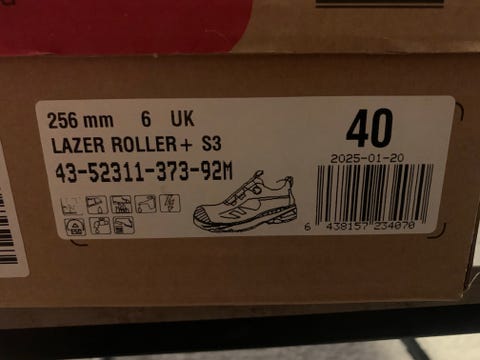 256 mm 6 UK
LAZER ROLLER+ S3
43-52311-373-92M
40
2025-01-20
6 438157 234070